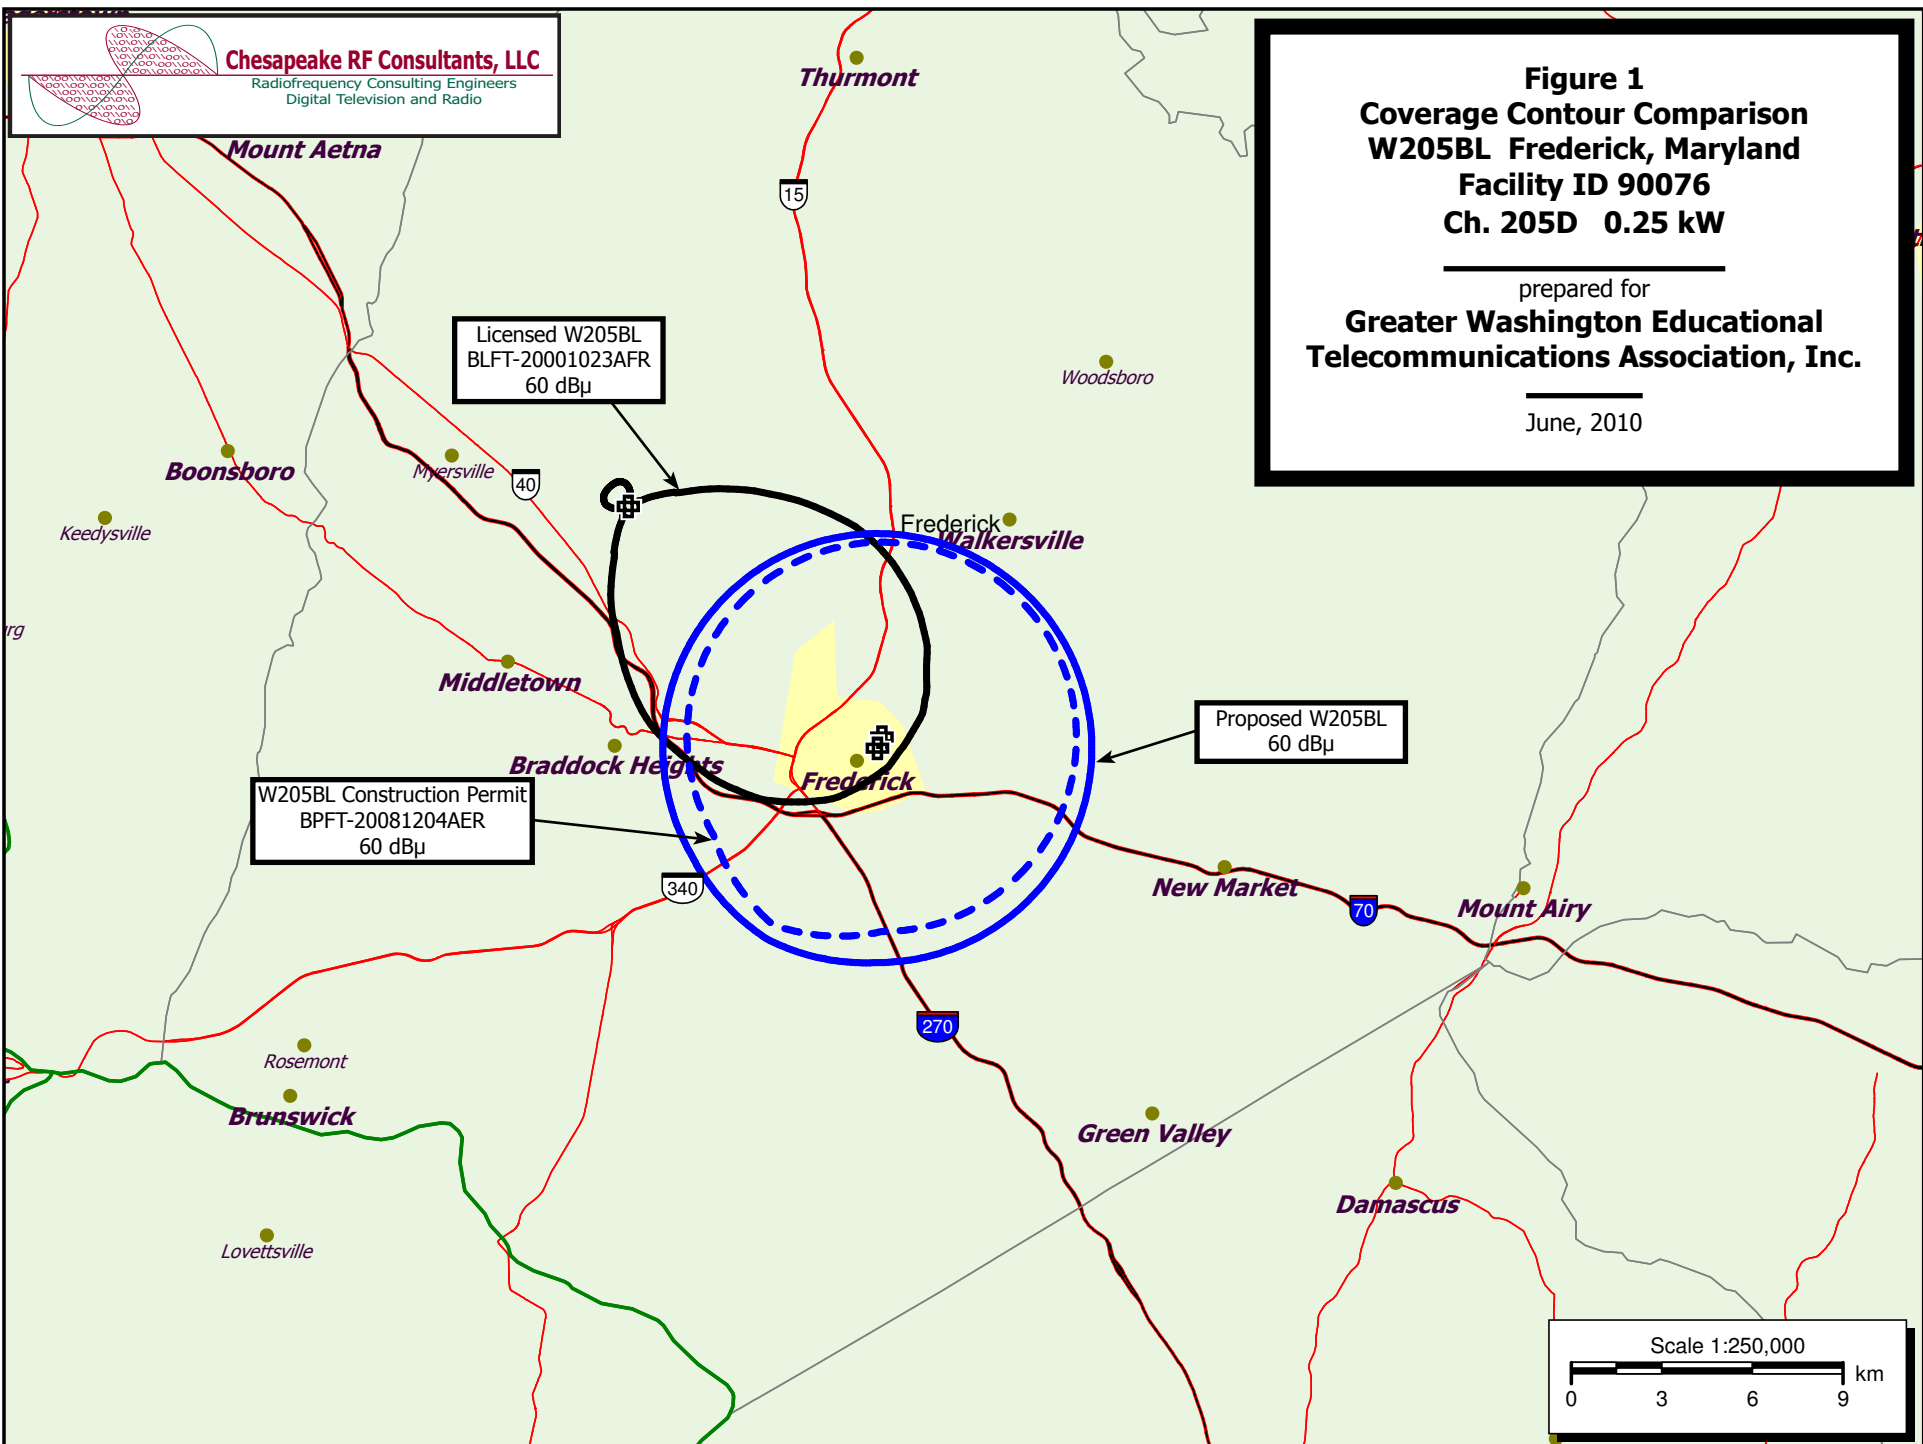 Chesapeake RF Consultants, LLC
Radiofrequency Consulting Engineers
Digital Television and Radio
Figure 1
Coverage Contour Comparison
W205BL Frederick, Maryland
Facility ID 90076
Ch. 205D 0.25 kW
prepared for
Greater Washington Educational
Telecommunications Association, Inc.
June, 2010
Thurmont
Mount Aetna
15
Licensed W205BL
BLFT-20001023AFR
60 dBµ
Woodsboro
Boonsboro
Myersville
40
Keedysville
Frederick
Walkersville
Middletown
Proposed W205BL
60 dBµ
Braddock Heights
Frederick
W205BL Construction Permit
BPFT-20081204AER
60 dBµ
340
New Market
70
Mount Airy
270
Rosemont
Brunswick
Green Valley
Damascus
Lovettsville
Scale 1:250,000
km
0 3 6 9